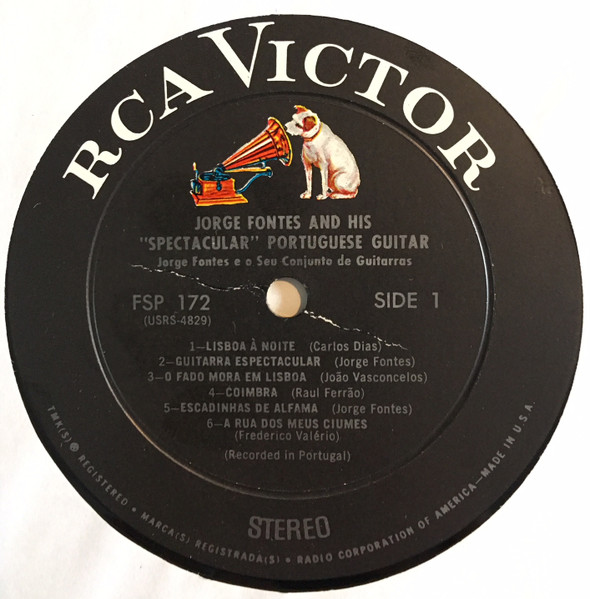 RCA VICTOR
JORGE FONTES AND HIS
"SPECTACULAR" PORTUGUESE GUITAR
Jorge Fontes e o Seu Conjunto de Guitarras
FSP 172
(USRS-4829)
SIDE 1
1—LISBOA À NOITE (Carlos Dias)
2—GUITARRA ESPECTACULAR (Jorge Fontes)
3—O FADO MORA EM LISBOA (João Vasconcelos)
4—COIMBRA (Raul Ferrão)
5—ESCADINHAS DE ALFAMA (Jorge Fontes)
6—A RUA DOS MEUS CIUMES
(Frederico Valério)
(Recorded in Portugal)
STEREO
TMK(S) ® REGISTERED • MARCA(S) REGISTRADA(S) • RADIO CORPORATION OF AMERICA—MADE IN U.S.A.